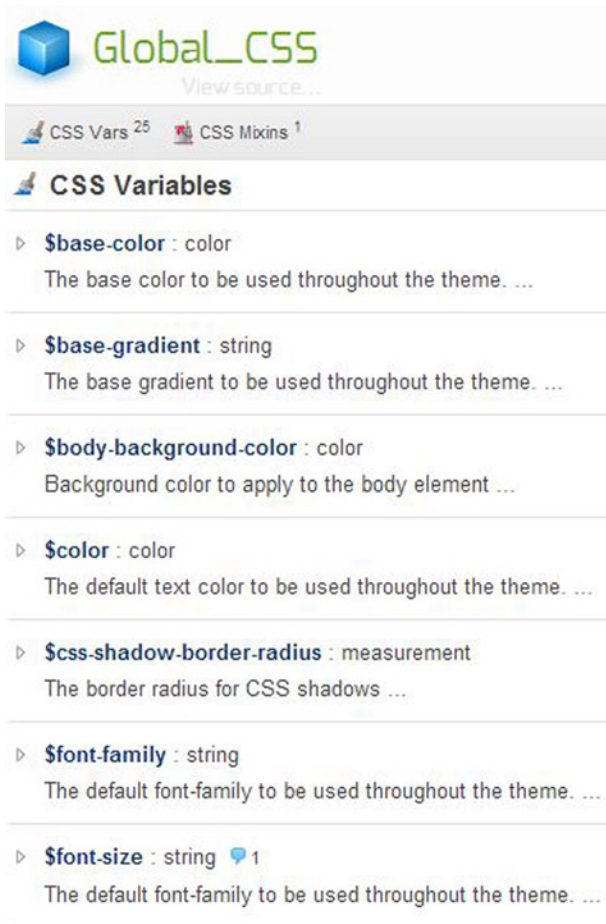 Global_CSS
View source...
CSS Vars 25 CSS Mixins 1
CSS Variables
$base-color : color
The base color to be used throughout the theme. ...
$base-gradient : string
The base gradient to be used throughout the theme. ...
$body-background-color : color
Background color to apply to the body element ...
$color : color
The default text color to be used throughout the theme. ...
$css-shadow-border-radius : measurement
The border radius for CSS shadows ...
$font-family : string
The default font-family to be used throughout the theme. ...
$font-size : string 1
The default font-family to be used throughout the theme. ...